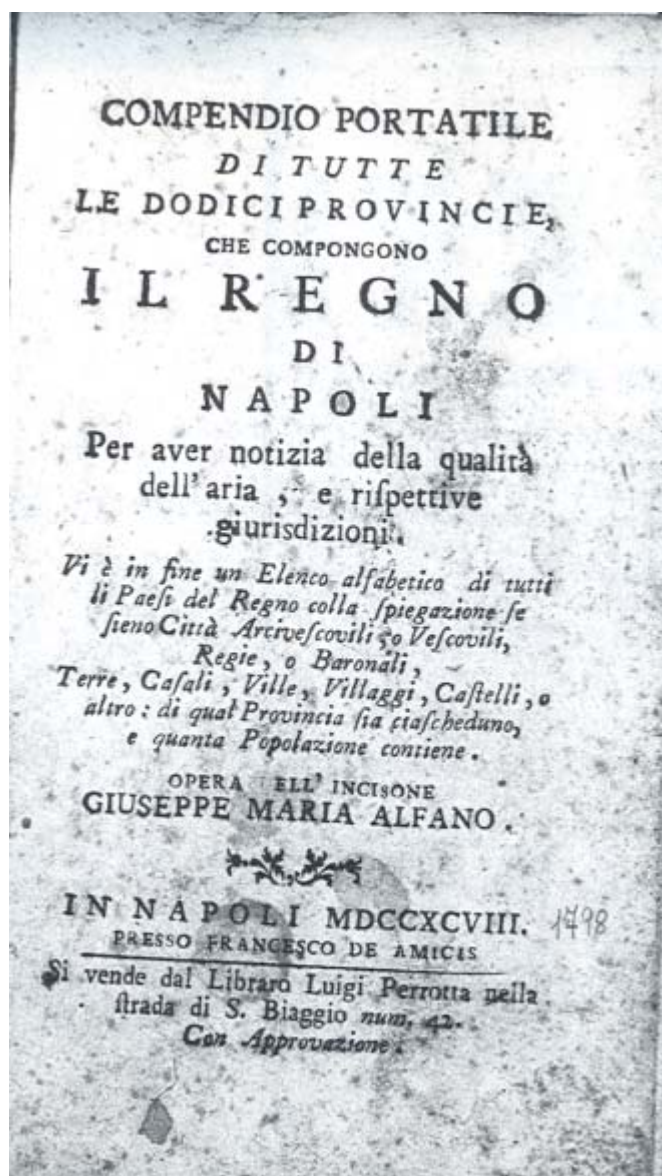 COMPENDIO PORTATILE
DI TUTTE
LE DODICI PROVINCIE,
CHE COMPONGONO
IL REGNO
DI
NAPOLI
Per aver notizia della qualità
dell' aria, e riſpettive
giurisdizioni.
Vi è in fine un Elenco alfabetico di tutti
li Paeſi del Regno colla ſpiegazione ſe
ſieno Città Arciveſcovili, o Veſcovili,
Regie, o Baronali,
Terre, Caſali, Ville, Villaggi, Caſtelli, o
altro: di qual Provincia ſia ciaſcheduno,
e quanta Popolazione contiene.
OPERA ELL' INCISONE
GIUSEPPE MARIA ALFANO.
IN NAPOLI MDCCXCVIII. 1798
PRESSO FRANCESCO DE AMICIS
Si vende dal Libraro Luigi Perrotta nella
ſtrada di S. Biaggio num. 42.
Con Approvazione.